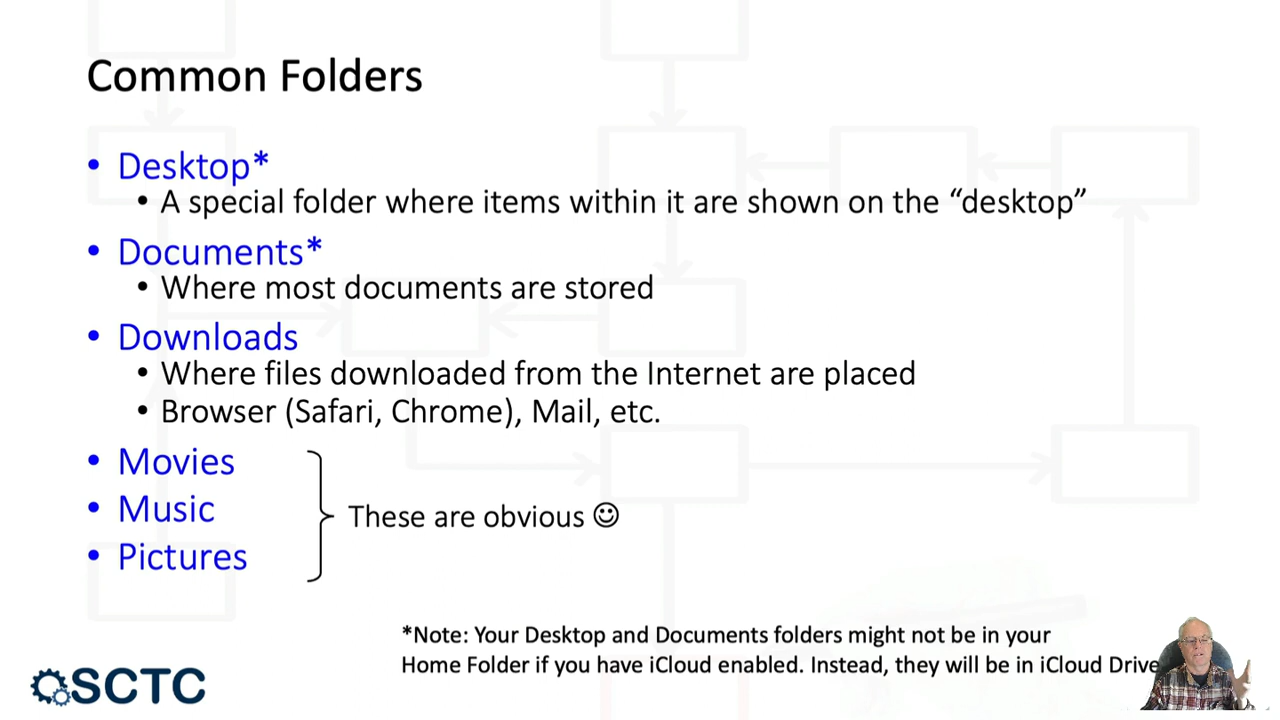 Common Folders
• Desktop*
• A special folder where items within it are shown on the “desktop”
• Documents*
• Where most documents are stored
• Downloads
• Where files downloaded from the Internet are placed
• Browser (Safari, Chrome), Mail, etc.
• Movies
• Music
• Pictures
These are obvious ☺
*Note: Your Desktop and Documents folders might not be in your
Home Folder if you have iCloud enabled. Instead, they will be in iCloud Drive
SCTC